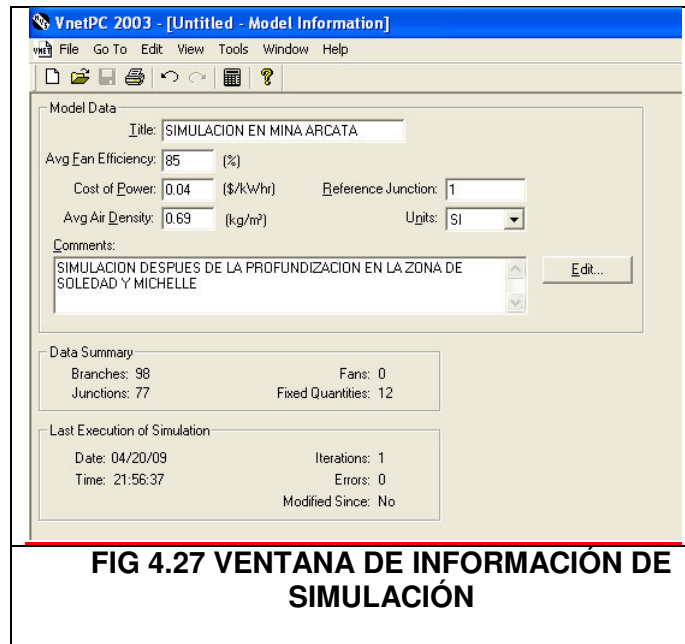 VnetPC 2003 - [Untitled - Model Information]
File Go To Edit View Tools Window Help
Model Data
Title: SIMULACION EN MINA ARCATA
Avg Fan Efficiency: 85 (%)
Cost of Power: 0.04 ($/kWhr) Reference Junction: 1
Avg Air Density: 0.69 (kg/m³) Units: SI
Comments:
SIMULACION DESPUES DE LA PROFUNDIZACION EN LA ZONA DE
SOLEDAD Y MICHELLE
Edit...
Data Summary
Branches: 98 Fans: 0
Junctions: 77 Fixed Quantities: 12
Last Execution of Simulation
Date: 04/20/09 Iterations: 1
Time: 21:56:37 Errors: 0
Modified Since: No
FIG 4.27 VENTANA DE INFORMACIÓN DE
SIMULACIÓN